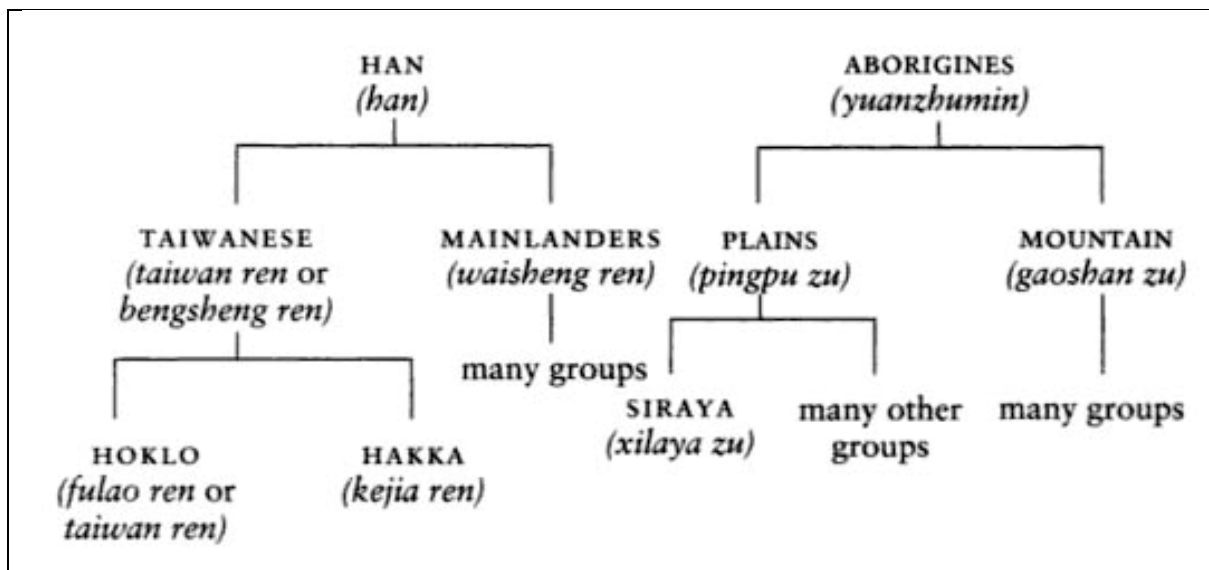 HAN
(han)
ABORIGINES
(yuanzhumin)
TAIWANESE
(taiwan ren or
bengsheng ren)
MAINLANDERS
(waisheng ren)
PLAINS
(pingpu zu)
MOUNTAIN
(gaoshan zu)
many groups
SIRAYA
(xilaya zu)
many other
groups
many groups
HOKLO
(fulao ren or
taiwan ren)
HAKKA
(kejia ren)